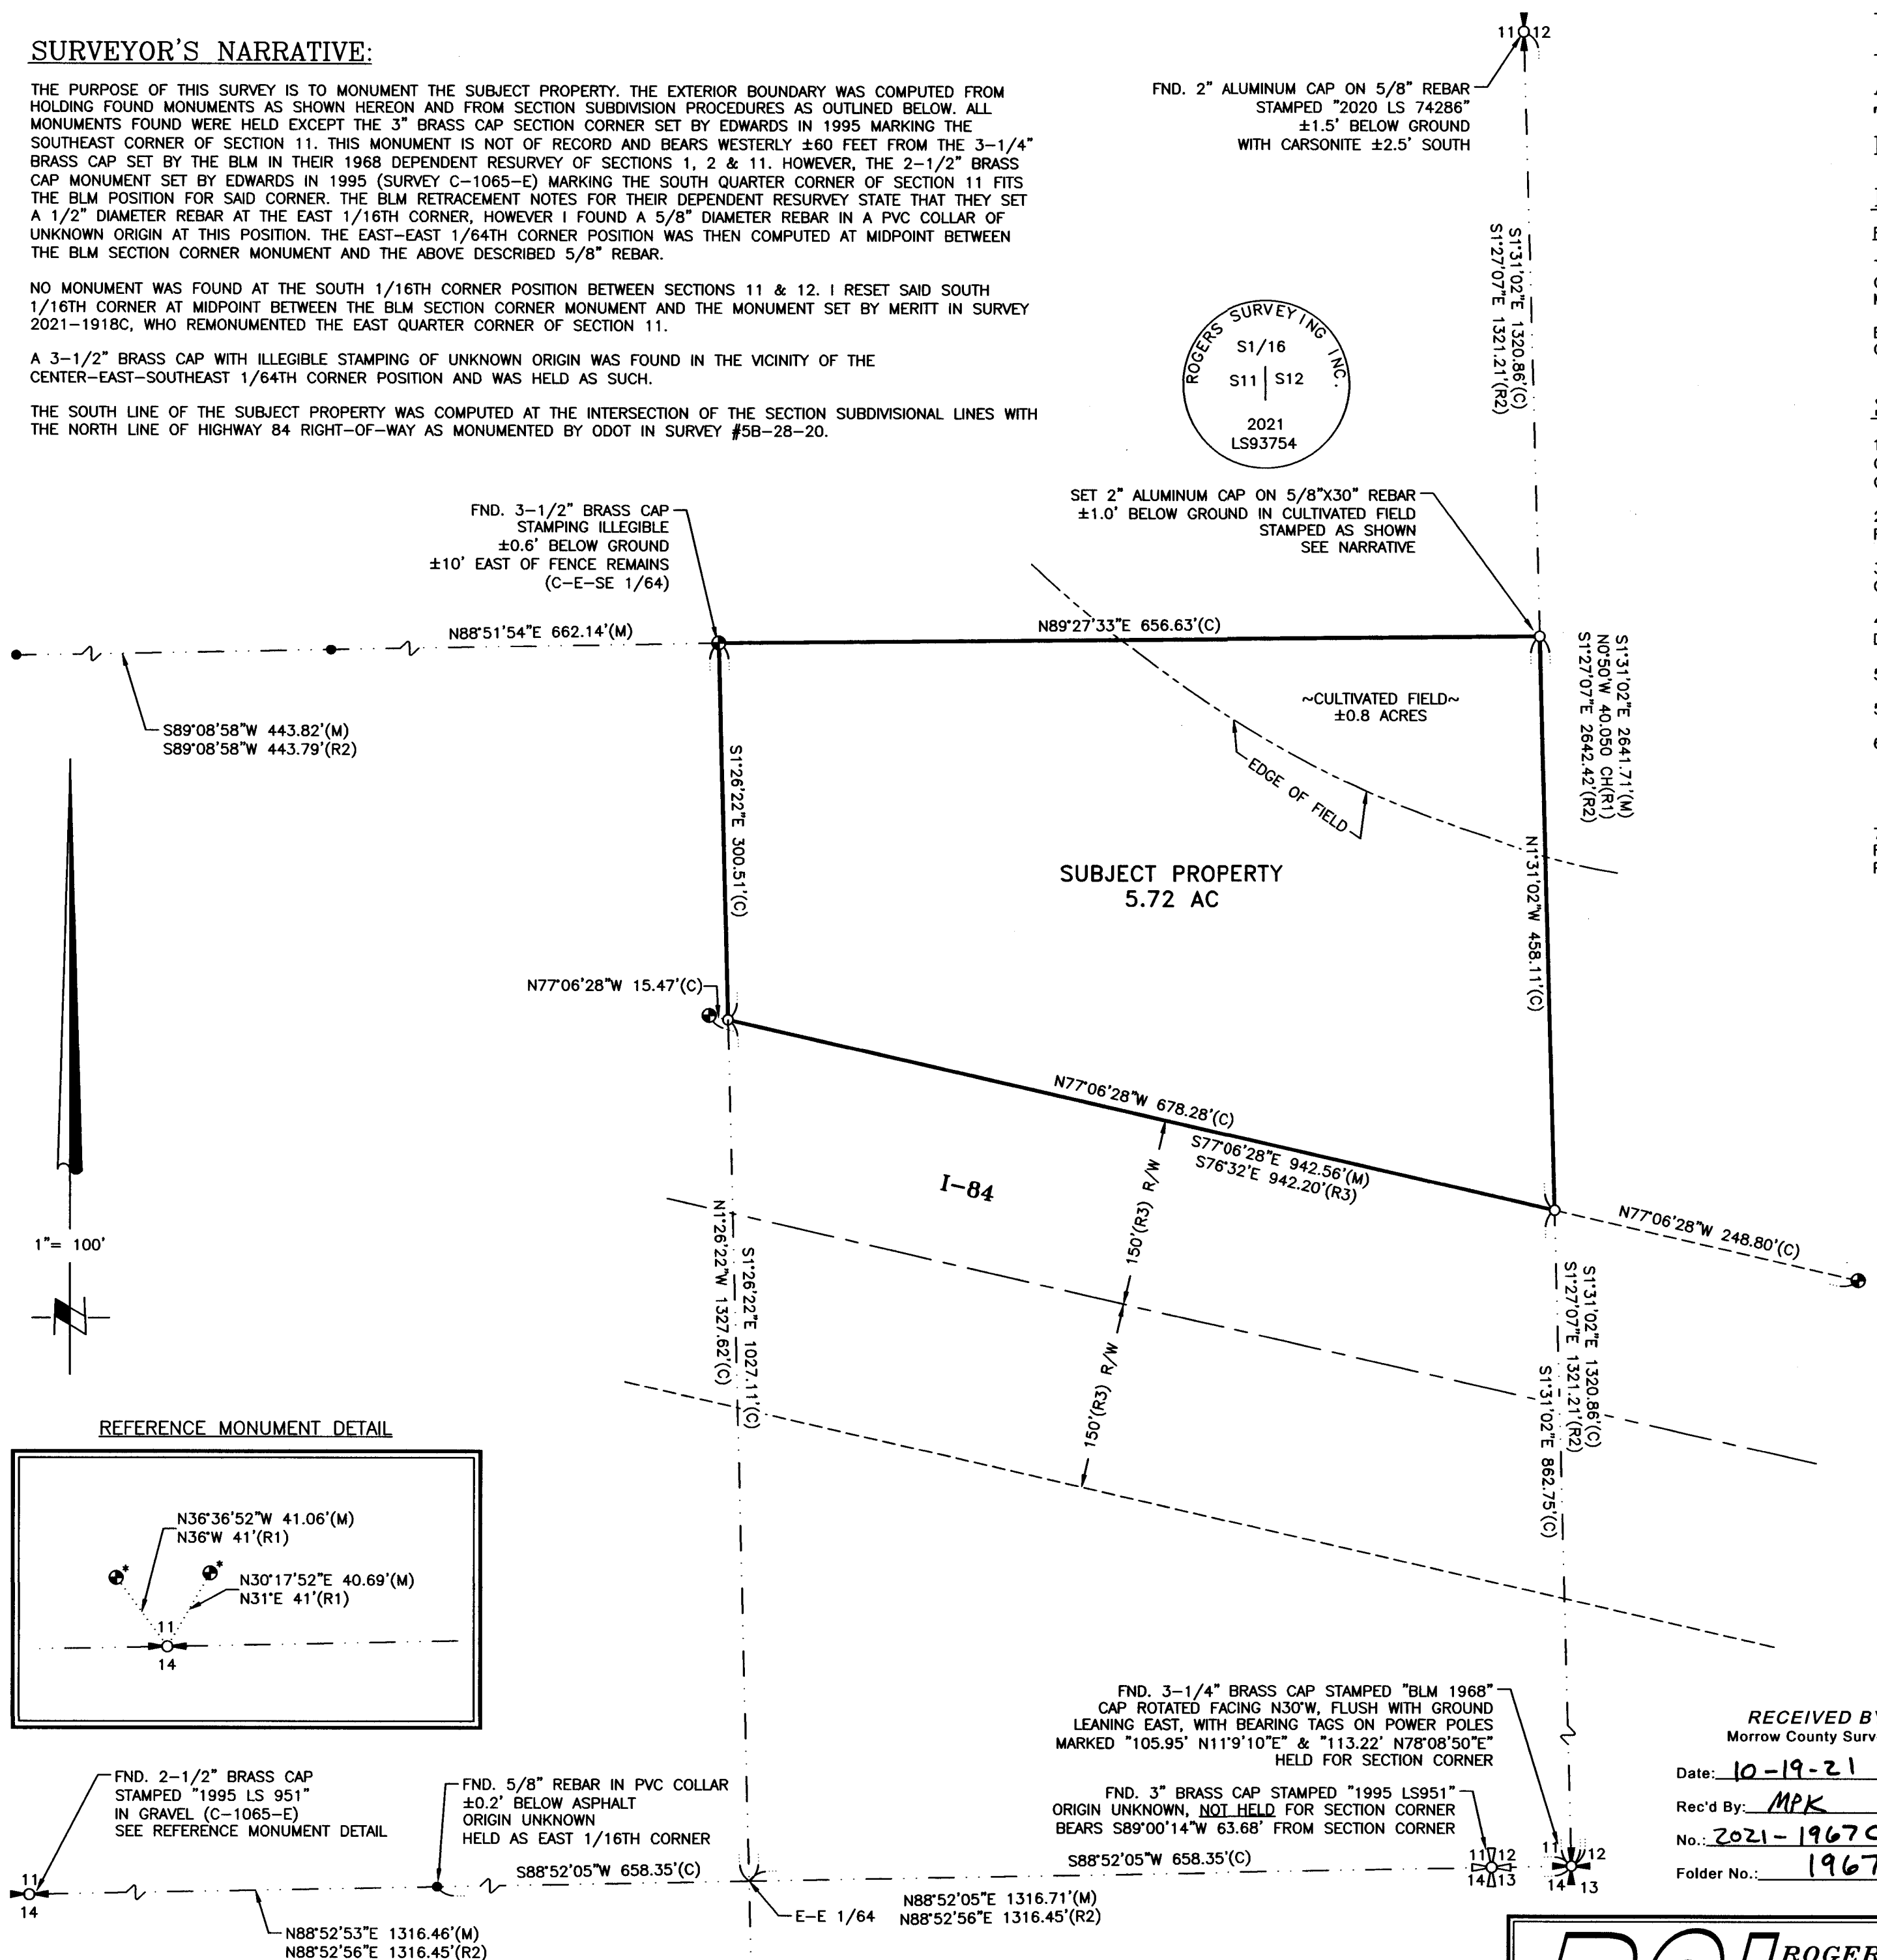 SURVEYOR'S NARRATIVE:
THE PURPOSE OF THIS SURVEY IS TO MONUMENT THE SUBJECT PROPERTY. THE EXTERIOR BOUNDARY WAS COMPUTED FROM
HOLDING FOUND MONUMENTS AS SHOWN HEREON AND FROM SECTION SUBDIVISION PROCEDURES AS OUTLINED BELOW. ALL
MONUMENTS FOUND WERE HELD EXCEPT THE 3" BRASS CAP SECTION CORNER SET BY EDWARDS IN 1995 MARKING THE
SOUTHEAST CORNER OF SECTION 11. THIS MONUMENT IS NOT OF RECORD AND BEARS WESTERLY ±60 FEET FROM THE 3-1/4"
BRASS CAP SET BY THE BLM IN THEIR 1968 DEPENDENT RESURVEY OF SECTIONS 1, 2 & 11. HOWEVER, THE 2-1/2" BRASS
CAP MONUMENT SET BY EDWARDS IN 1995 (SURVEY C-1065-E) MARKING THE SOUTH QUARTER CORNER OF SECTION 11 FITS
THE BLM POSITION FOR SAID CORNER. THE BLM RETRACEMENT NOTES FOR THEIR DEPENDENT RESURVEY STATE THAT THEY SET
A 1/2" DIAMETER REBAR AT THE EAST 1/16TH CORNER, HOWEVER I FOUND A 5/8" DIAMETER REBAR IN A PVC COLLAR OF
UNKNOWN ORIGIN AT THIS POSITION. THE EAST-EAST 1/64TH CORNER POSITION WAS THEN COMPUTED AT MIDPOINT BETWEEN
THE BLM SECTION CORNER MONUMENT AND THE ABOVE DESCRIBED 5/8" REBAR.
NO MONUMENT WAS FOUND AT THE SOUTH 1/16TH CORNER POSITION BETWEEN SECTIONS 11 & 12. I RESET SAID SOUTH
1/16TH CORNER AT MIDPOINT BETWEEN THE BLM SECTION CORNER MONUMENT AND THE MONUMENT SET BY MERITT IN SURVEY
2021-1918C, WHO REMONUMENTED THE EAST QUARTER CORNER OF SECTION 11.
A 3-1/2" BRASS CAP WITH ILLEGIBLE STAMPING OF UNKNOWN ORIGIN WAS FOUND IN THE VICINITY OF THE
CENTER-EAST-SOUTHEAST 1/64TH CORNER POSITION AND WAS HELD AS SUCH.
THE SOUTH LINE OF THE SUBJECT PROPERTY WAS COMPUTED AT THE INTERSECTION OF THE SECTION SUBDIVISIONAL LINES WITH
THE NORTH LINE OF HIGHWAY 84 RIGHT-OF-WAY AS MONUMENTED BY ODOT IN SURVEY #5B-28-20.
11 12
FND. 2" ALUMINUM CAP ON 5/8" REBAR
STAMPED "2020 LS 74286"
±1.5' BELOW GROUND
WITH CARSONITE ±2.5' SOUTH
S1°31'02"E 1320.86'(C)
S1°27'07"E 1321.21'(R2)
ROGERS SURVEYING INC.
S1/16
S11 S12
2021
LS93754
SET 2" ALUMINUM CAP ON 5/8"X30" REBAR
±1.0' BELOW GROUND IN CULTIVATED FIELD
STAMPED AS SHOWN
SEE NARRATIVE
FND. 3-1/2" BRASS CAP
STAMPING ILLEGIBLE
±0.6' BELOW GROUND
±10' EAST OF FENCE REMAINS
(C-E-SE 1/64)
N88°51'54"E 662.14'(M)
N89°27'33"E 656.63'(C)
S89°08'58"W 443.82'(M)
S89°08'58"W 443.79'(R2)
~CULTIVATED FIELD~
±0.8 ACRES
EDGE OF FIELD
S1°31'02"E 2641.71'(M)
N0°50'W 40.050 CH(R1)
S1°27'07"E 2642.42'(R2)
S1°26'22"E 300.51'(C)
SUBJECT PROPERTY
5.72 AC
N1°31'02"W 458.11'(C)
N77°06'28"W 15.47'(C)
N77°06'28"W 678.28'(C)
S77°06'28"E 942.56'(M)
S76°32'E 942.20'(R3)
I-84
150'(R3) R/W
150'(R3) R/W
N77°06'28"W 248.80'(C)
1"= 100'
N
N1°26'22"W 1327.62'(C)
S1°26'22"E 1027.11'(C)
S1°31'02"E 1320.86'(C)
S1°27'07"E 1321.21'(R2)
S1°31'02"E 862.75'(C)
REFERENCE MONUMENT DETAIL
N36°36'52"W 41.06'(M)
N36°W 41'(R1)
* *
N30°17'52"E 40.69'(M)
N31°E 41'(R1)
11
14
FND. 3-1/4" BRASS CAP STAMPED "BLM 1968"
CAP ROTATED FACING N30°W, FLUSH WITH GROUND
LEANING EAST, WITH BEARING TAGS ON POWER POLES
MARKED "105.95' N11°9'10"E" & "113.22' N78°08'50"E"
HELD FOR SECTION CORNER
FND. 3" BRASS CAP STAMPED "1995 LS951"
ORIGIN UNKNOWN, NOT HELD FOR SECTION CORNER
BEARS S89°00'14"W 63.68' FROM SECTION CORNER
FND. 2-1/2" BRASS CAP
STAMPED "1995 LS 951"
IN GRAVEL (C-1065-E)
SEE REFERENCE MONUMENT DETAIL
FND. 5/8" REBAR IN PVC COLLAR
±0.2' BELOW ASPHALT
ORIGIN UNKNOWN
HELD AS EAST 1/16TH CORNER
S88°52'05"W 658.35'(C)
S88°52'05"W 658.35'(C)
11
14
11 12
14 13
11 12
14 13
E-E 1/64
N88°52'05"E 1316.71'(M)
N88°52'56"E 1316.45'(R2)
N88°52'53"E 1316.46'(M)
N88°52'56"E 1316.45'(R2)
RECEIVED B
Morrow County Surv
Date: 10-19-21
Rec'd By: MPK
No.: 2021-1967C
Folder No.: 1967
ROGER